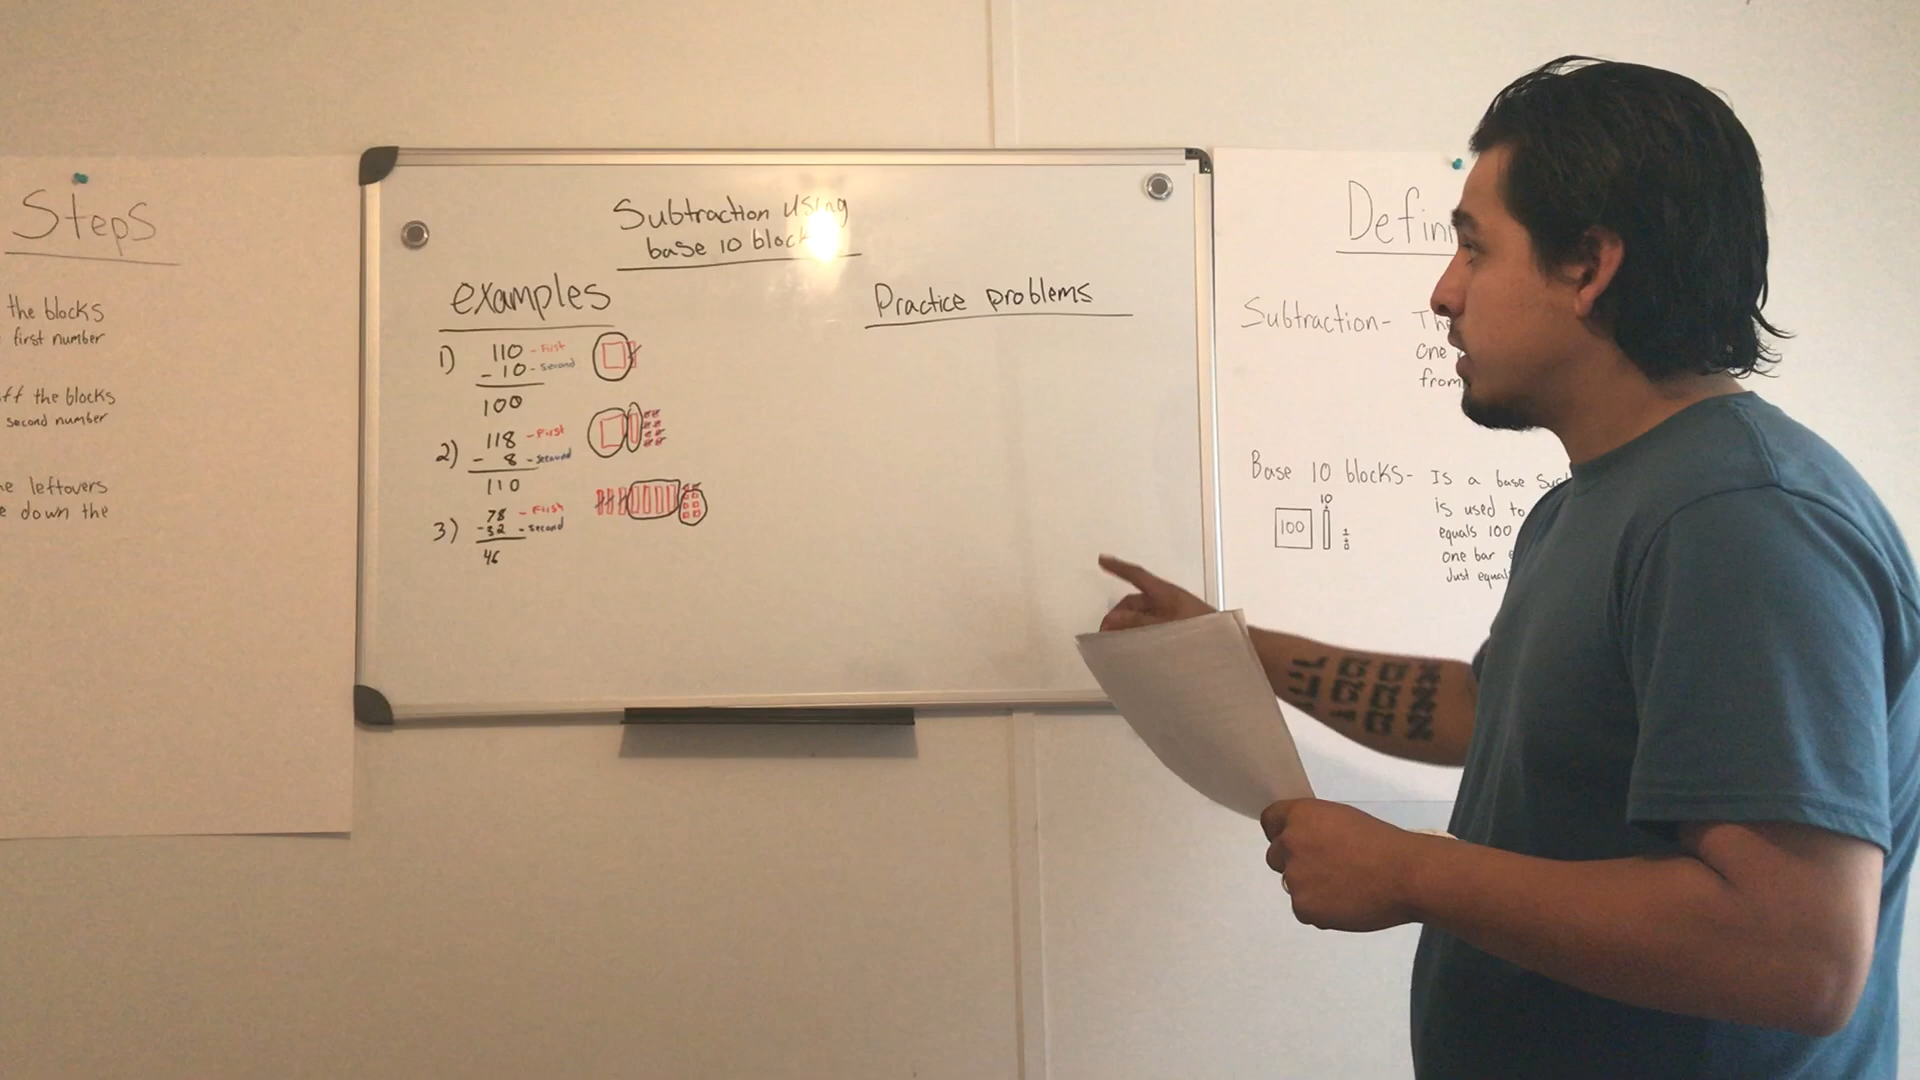 Steps
the blocks
first number
ff the blocks
second number
e leftovers
e down the
Subtraction Using
base 10 block
examples
1) 110 - First
- 10 - second
100
2) 118 - First
- 8 - second
110
3) 78 - First
- 32 - second
46
Practice problems
Defini
Subtraction- The
one
from
Base 10 blocks- Is a base
is used to
equals 100
one bar
Just equal
100
10
1